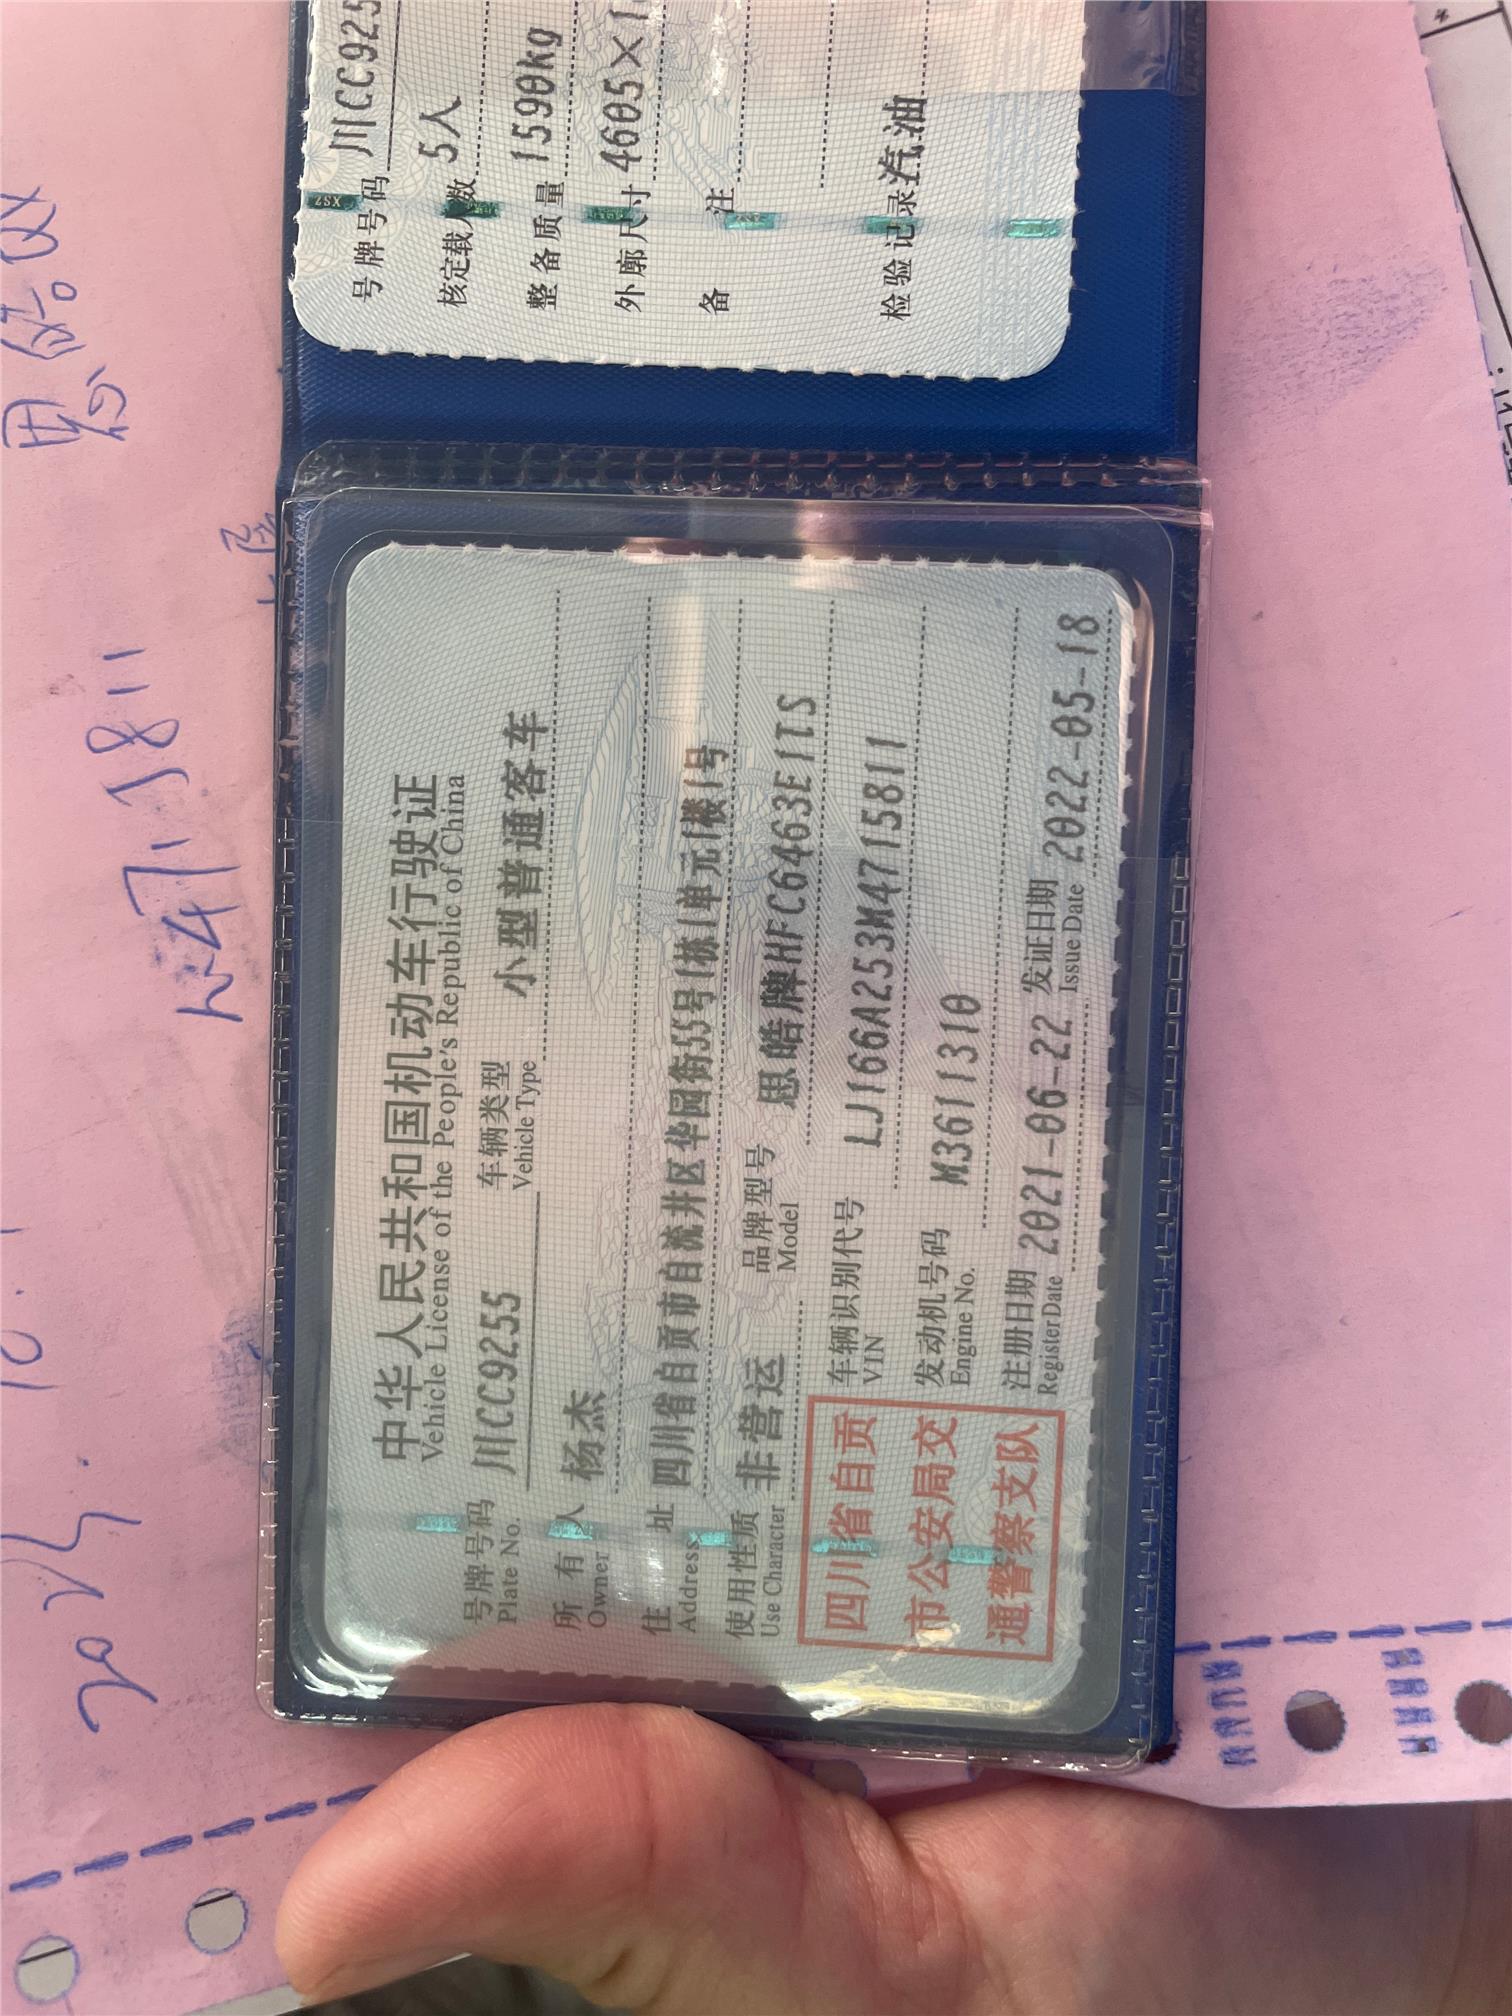 中华人民共和国机动车行驶证
Vehicle License of the People's Republic of China
号牌号码 川CC9255 车辆类型 小型普通客车
Plate No. Vehicle Type
所有人 杨杰
Owner
住址 四川省自贡市自流井区华园街55号1栋1单元1楼1号
Address
使用性质 非营运 品牌型号 思皓牌HFC6463E1TS
Use Character Model
车辆识别代号 LJ166A253M4715811
VIN
发动机号码 M3611310
Engine No.
注册日期 2021-06-22 发证日期 2022-05-18
Register Date Issue Date
四川省自贡
市公安局交
通警察支队
号牌号码 川CC925
核定载人数 5人
整备质量 1590kg
外廓尺寸 4605×1
备注
检验记录 汽油